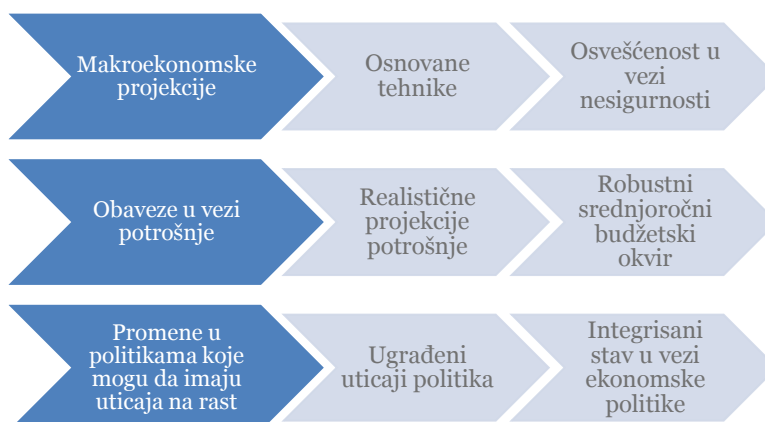 Makroekonomske
projekcije
Osnovane
tehnike
Osvešćenost u
vezi
nesigurnosti
Obaveze u vezi
potrošnje
Realistične
projekcije
potrošnje
Robustni
srednjoročni
budžetski
okvir
Promene u
politikama koje
mogu da imaju
uticaja na rast
Ugrađeni
uticaji politika
Integrisani
stav u vezi
ekonomske
politike